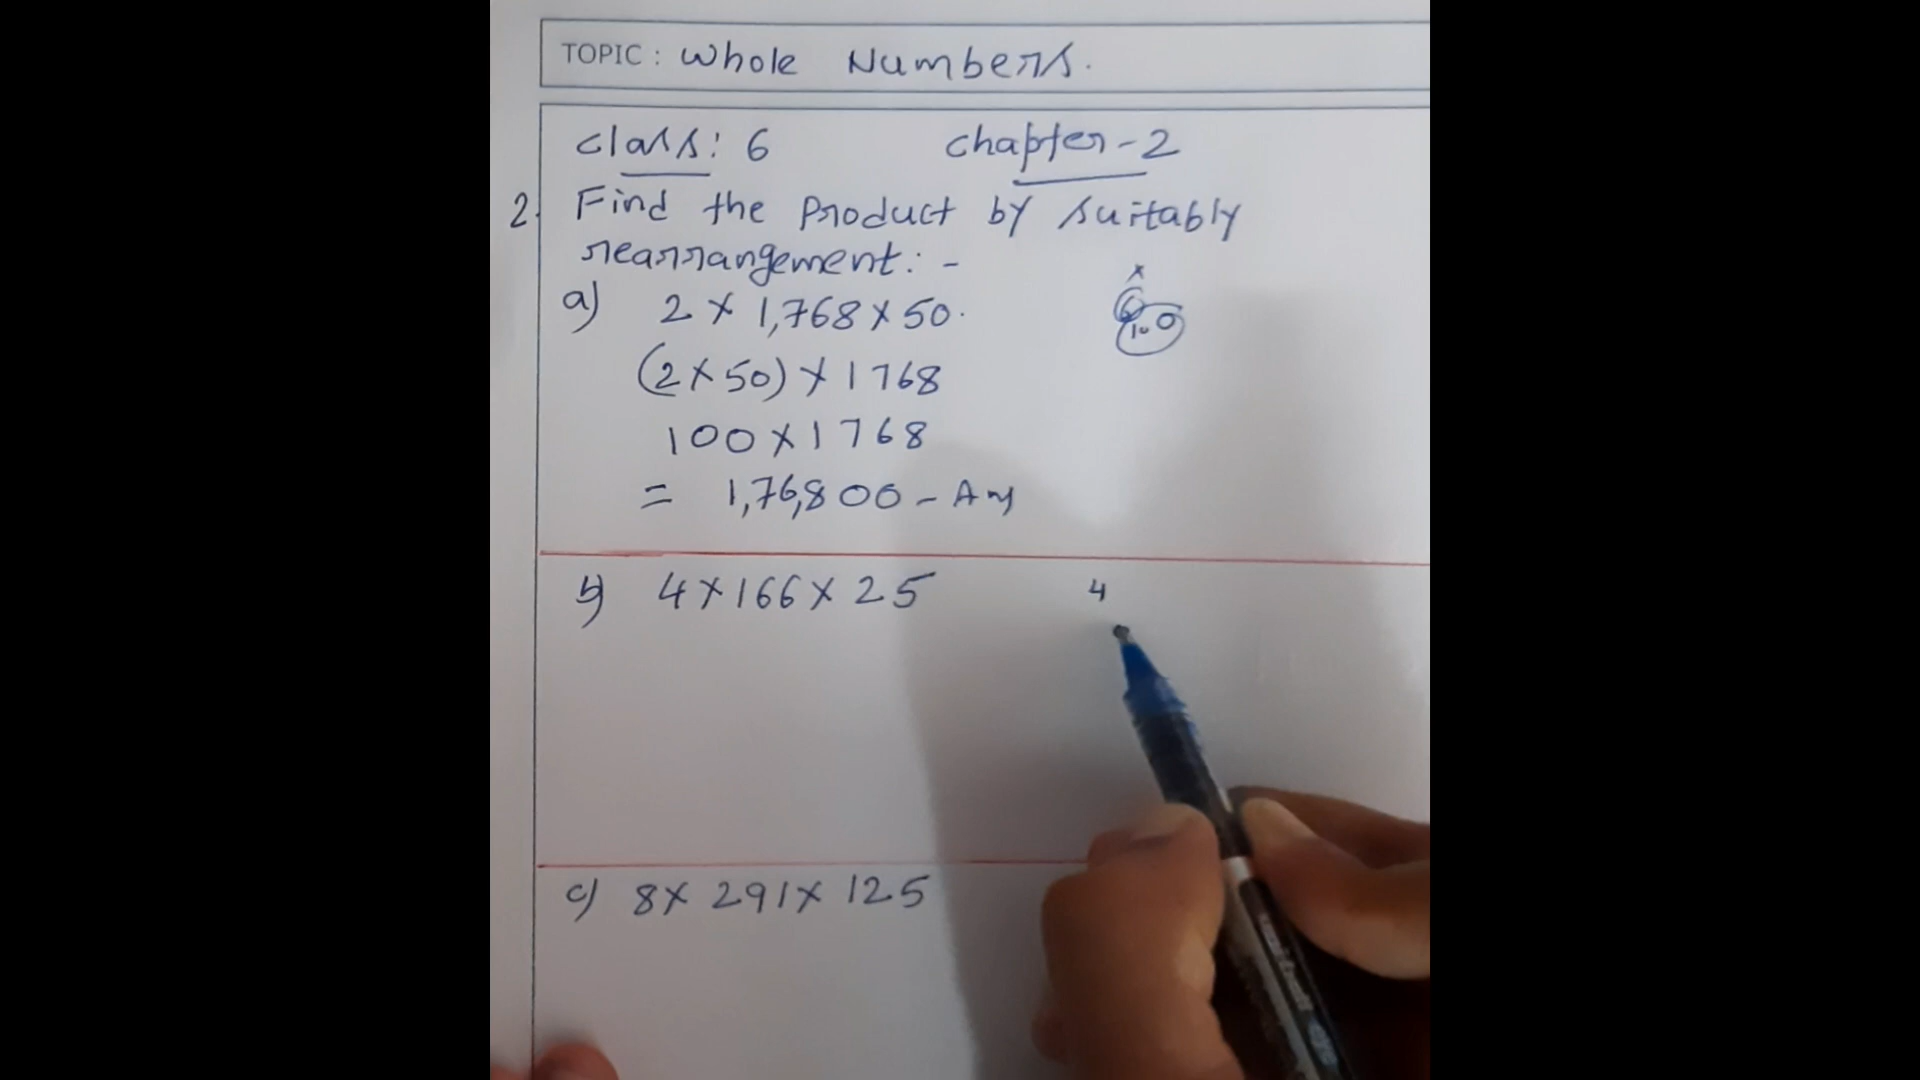 TOPIC : Whole Numbers.
class: 6 chapter-2
2. Find the Product by suitably
rearrangement: -
a) 2 × 1,768 × 50.
(2 × 50) × 1768
100 × 1768
= 1,76,800 - Ans
b) 4 × 166 × 25
4
c) 8 × 291 × 125